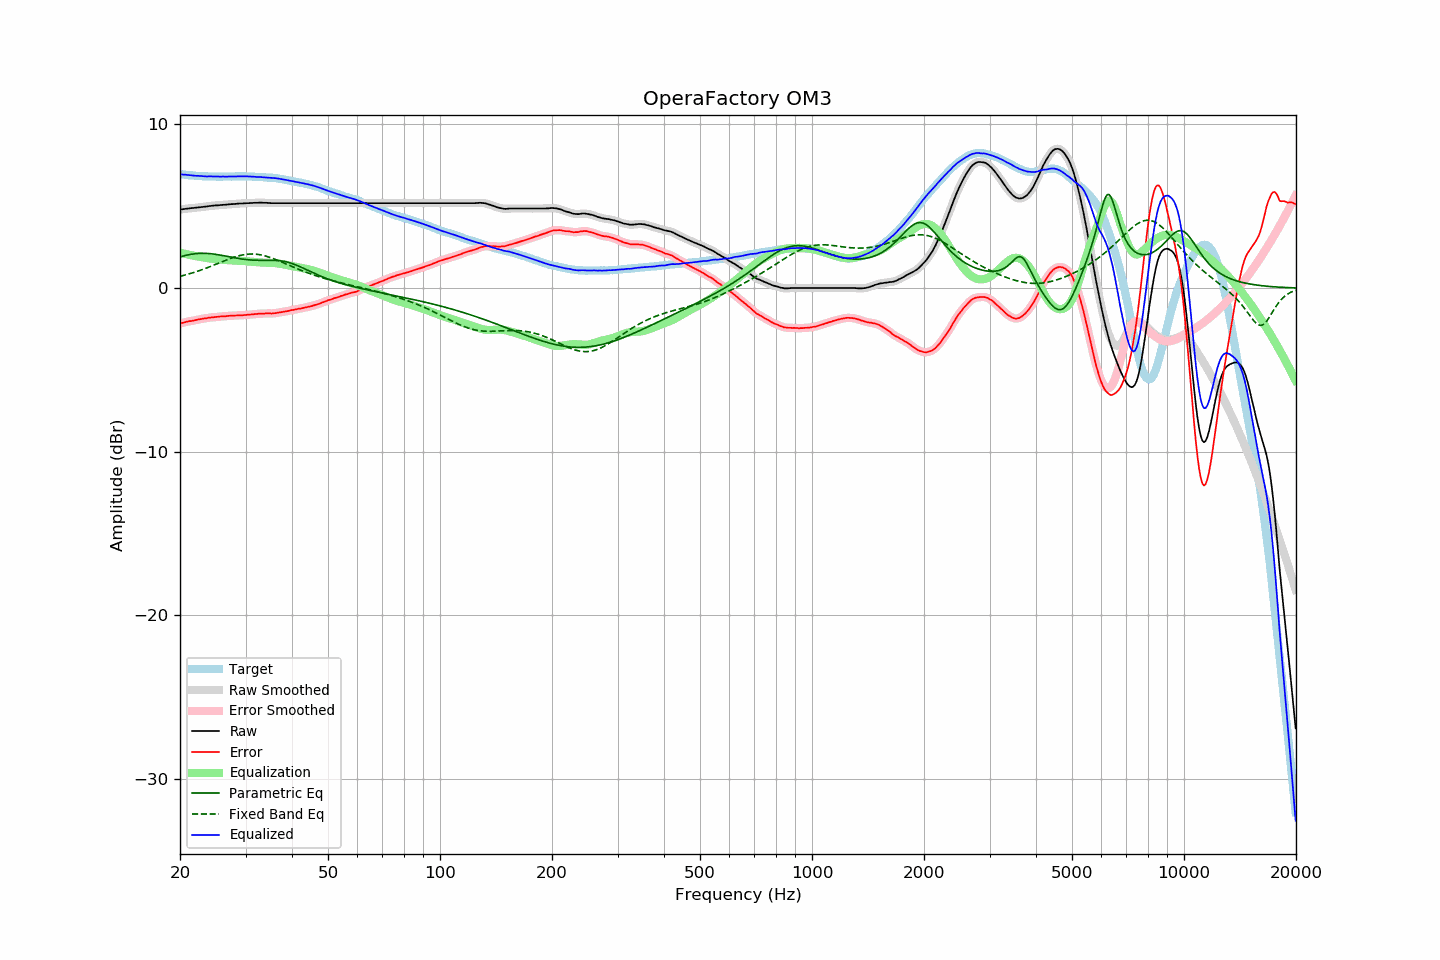 OperaFactory OM3
10
0
−10
−20
−30
Amplitude (dBr)
Target
Raw Smoothed
Error Smoothed
Raw
Error
Equalization
Parametric Eq
Fixed Band Eq
Equalized
20 50 100 200 500 1000 2000 5000 10000 20000
Frequency (Hz)